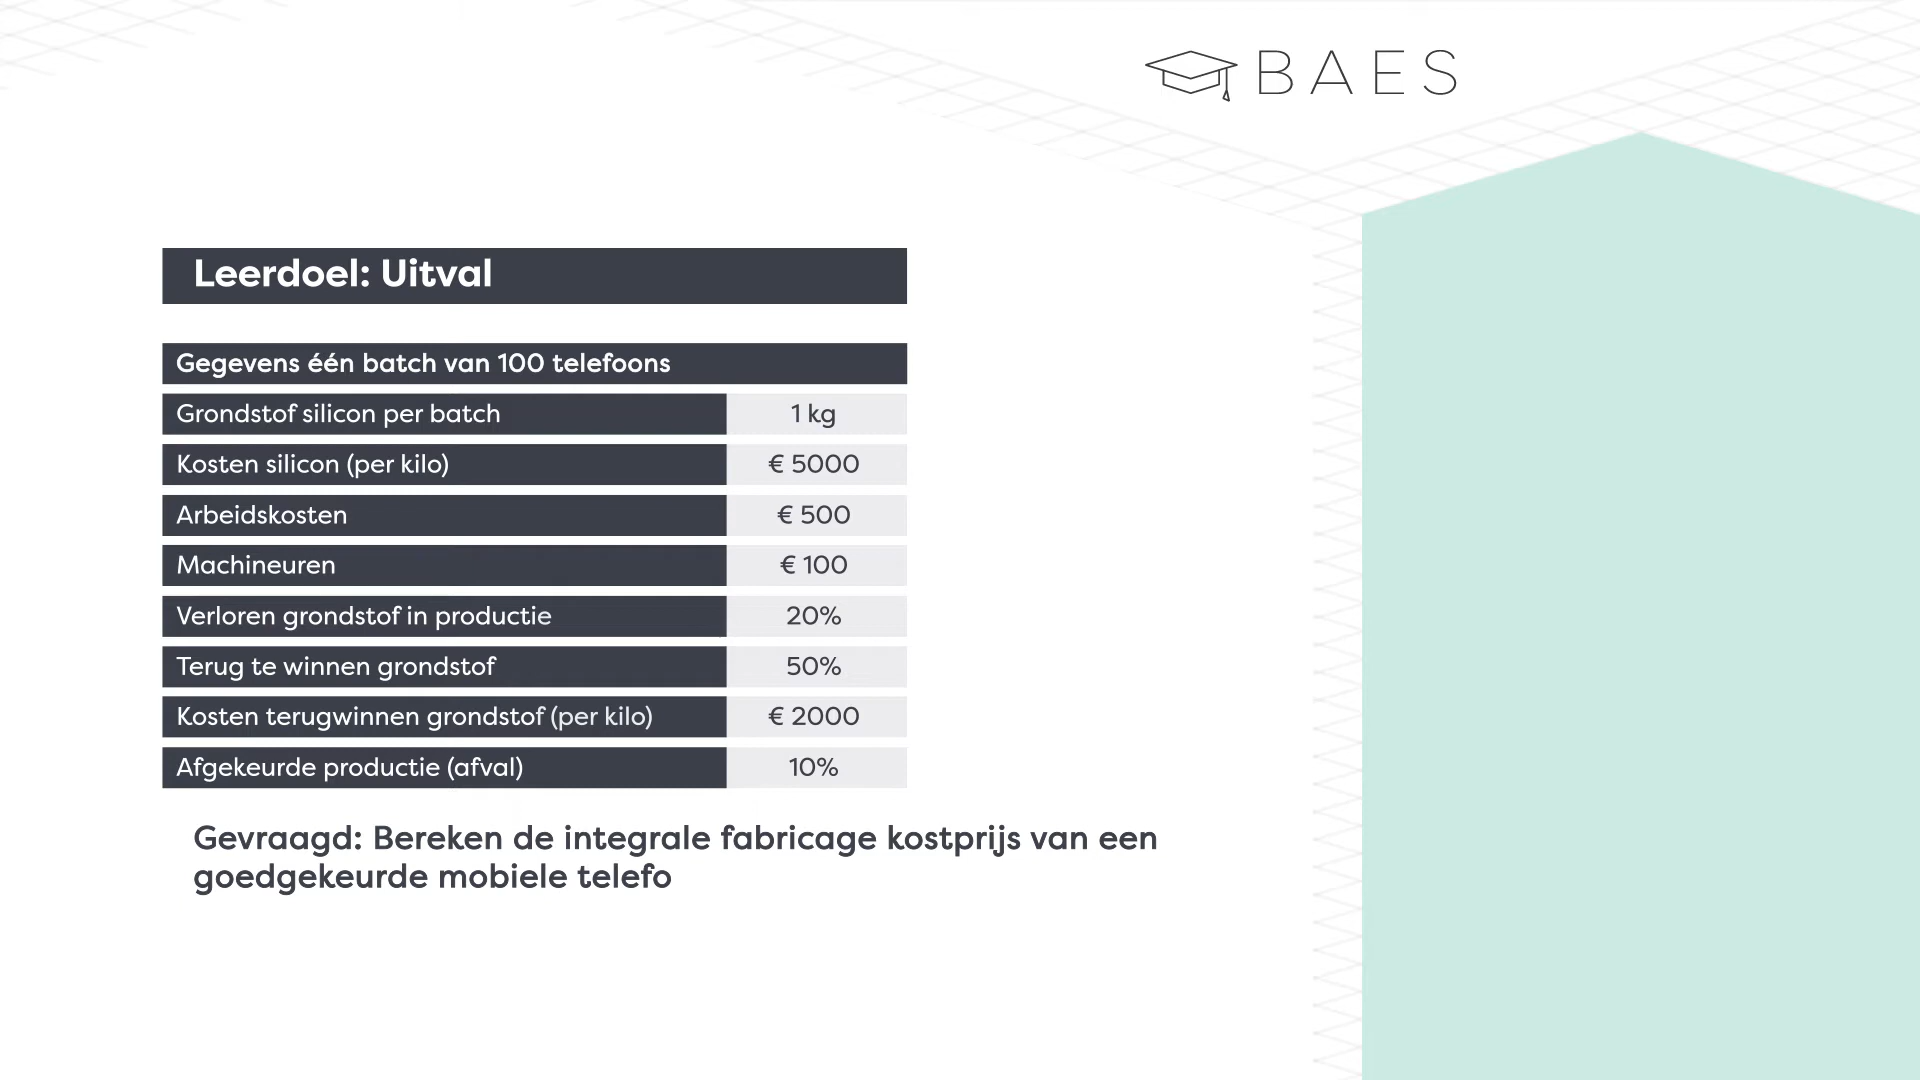 BAES
Leerdoel: Uitval
Gegevens één batch van 100 telefoons
Grondstof silicon per batch 1 kg
Kosten silicon (per kilo) € 5000
Arbeidskosten € 500
Machineuren € 100
Verloren grondstof in productie 20%
Terug te winnen grondstof 50%
Kosten terugwinnen grondstof (per kilo) € 2000
Afgekeurde productie (afval) 10%
Gevraagd: Bereken de integrale fabricage kostprijs van een
goedgekeurde mobiele telefo